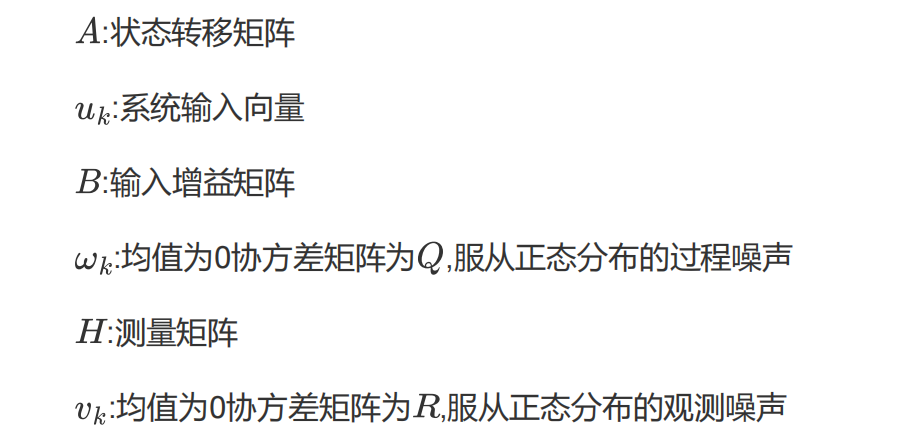 A:状态转移矩阵
u_k:系统输入向量
B:输入增益矩阵
ω_k:均值为0协方差矩阵为Q,服从正态分布的过程噪声
H:测量矩阵
v_k:均值为0协方差矩阵为R,服从正态分布的观测噪声